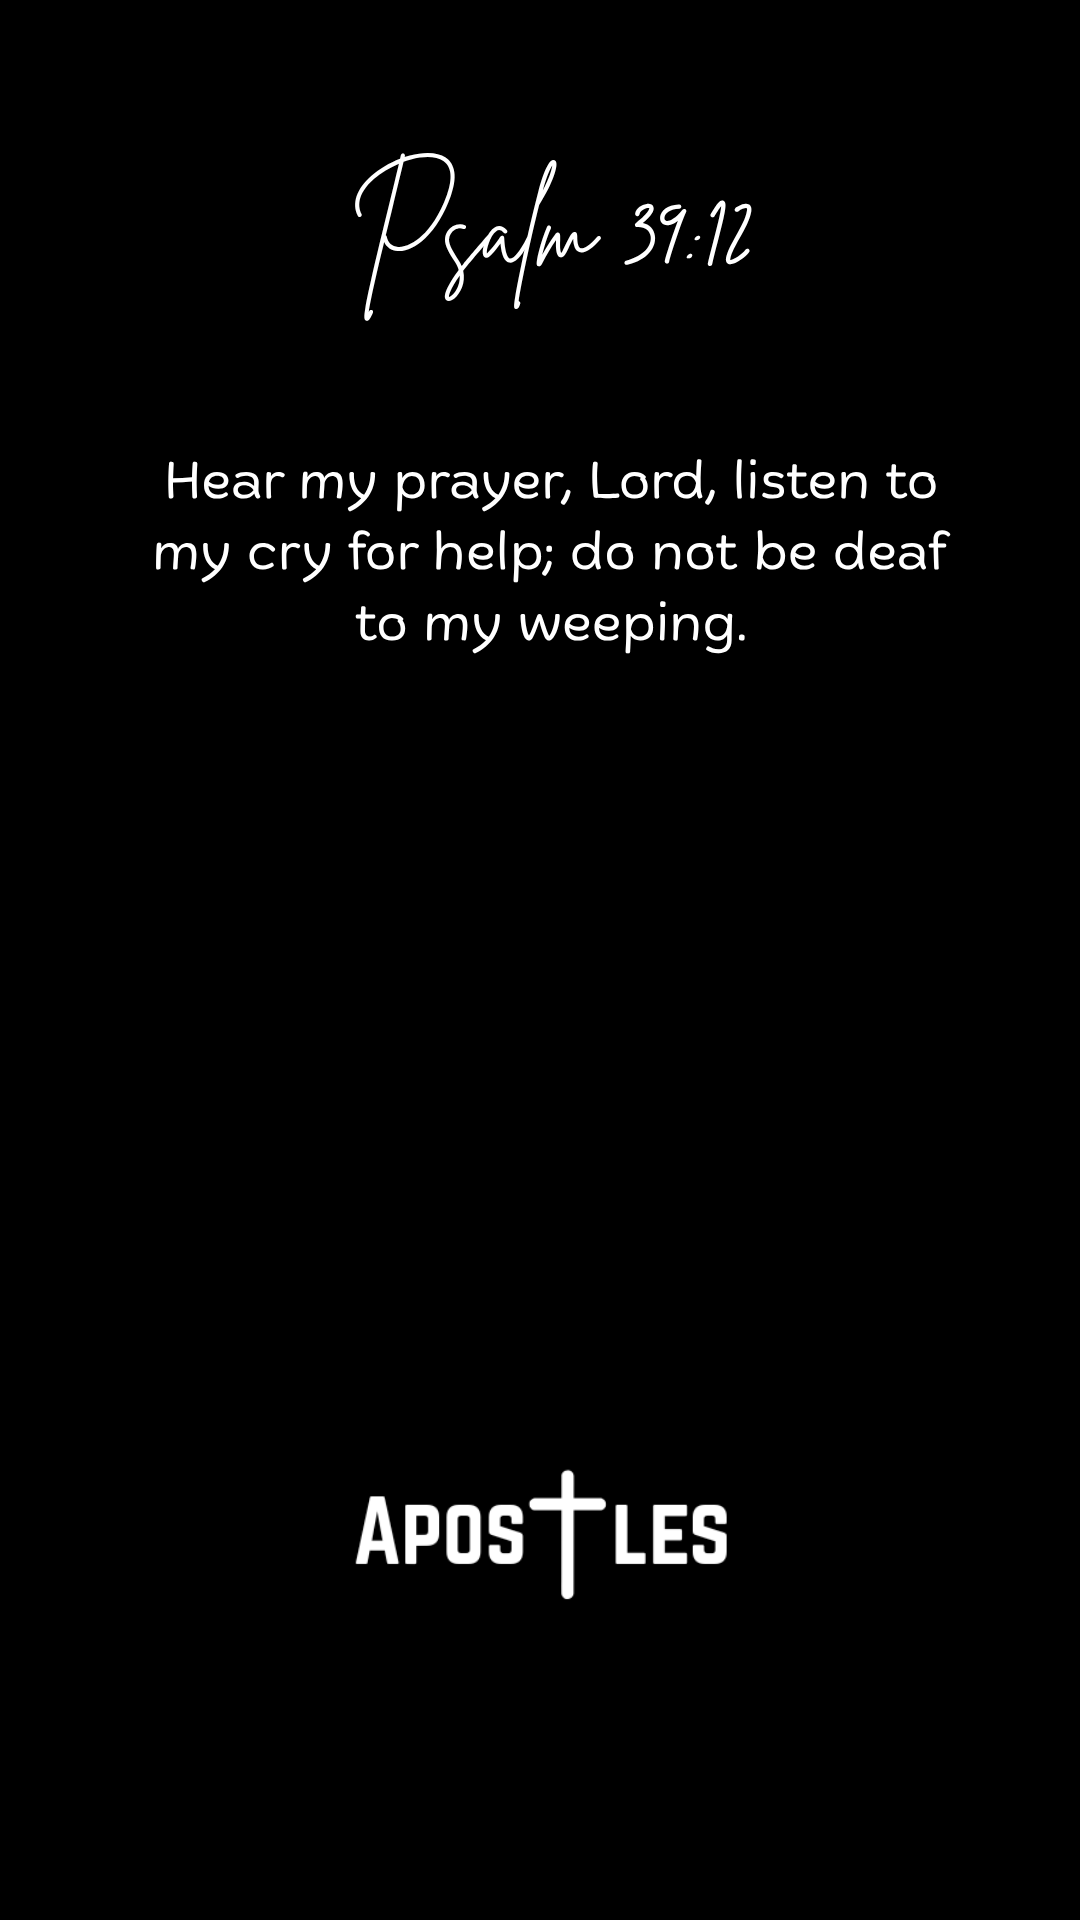 Psalm 39:12
Hear my prayer, Lord, listen to
my cry for help; do not be deaf
to my weeping.
APOSTLES